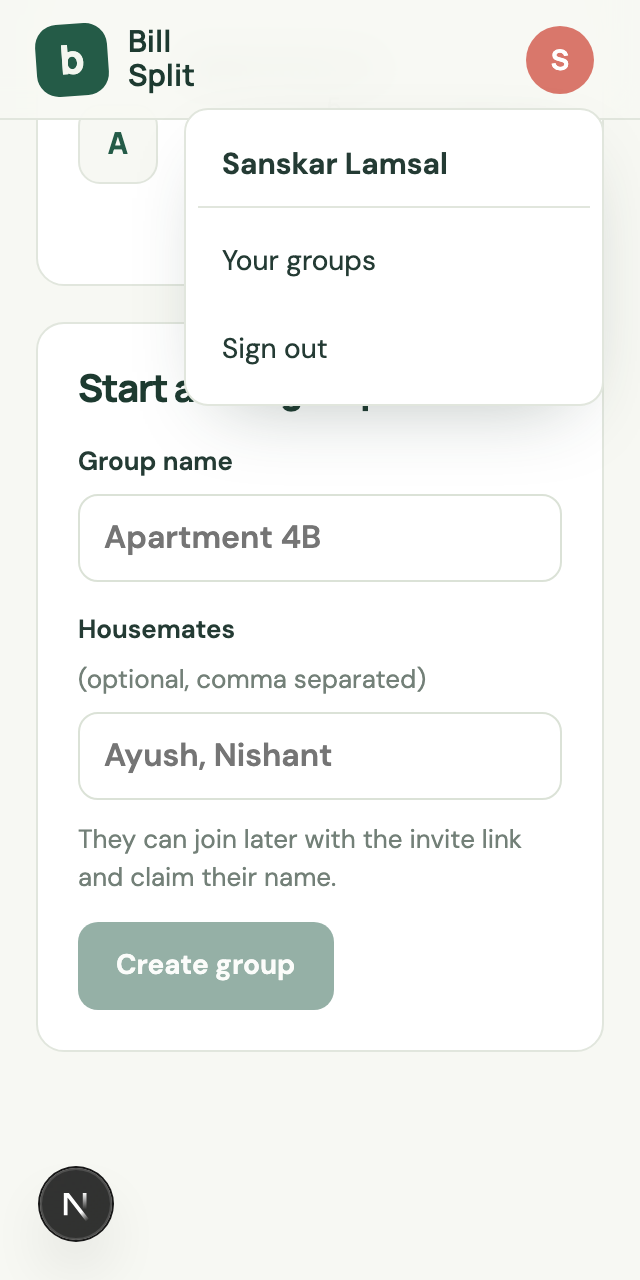 b
Bill
Split
S
A
Sanskar Lamsal
Your groups
Sign out
Start a
Group name
Apartment 4B
Housemates
(optional, comma separated)
Ayush, Nishant
They can join later with the invite link
and claim their name.
Create group
N